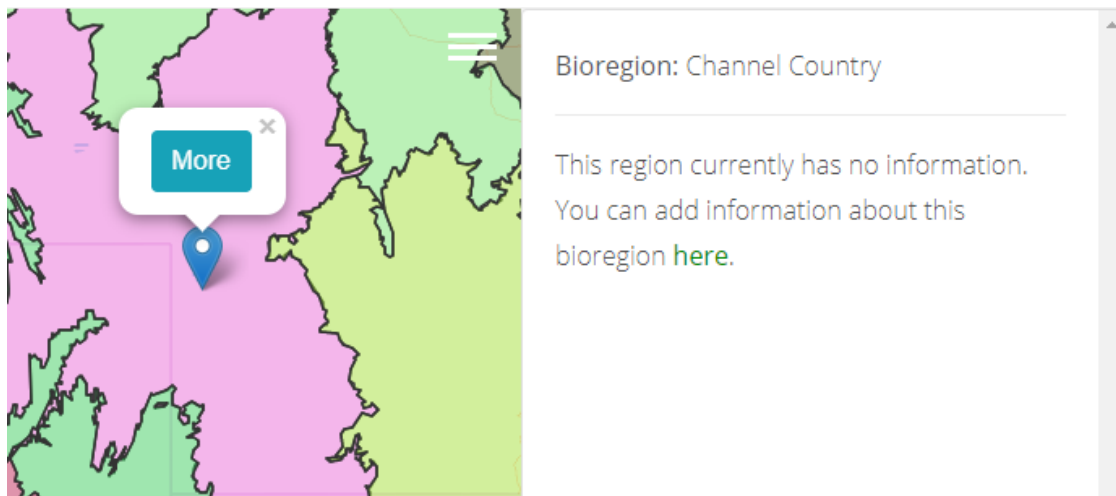 More
×
Bioregion: Channel Country
This region currently has no information.
You can add information about this
bioregion here.